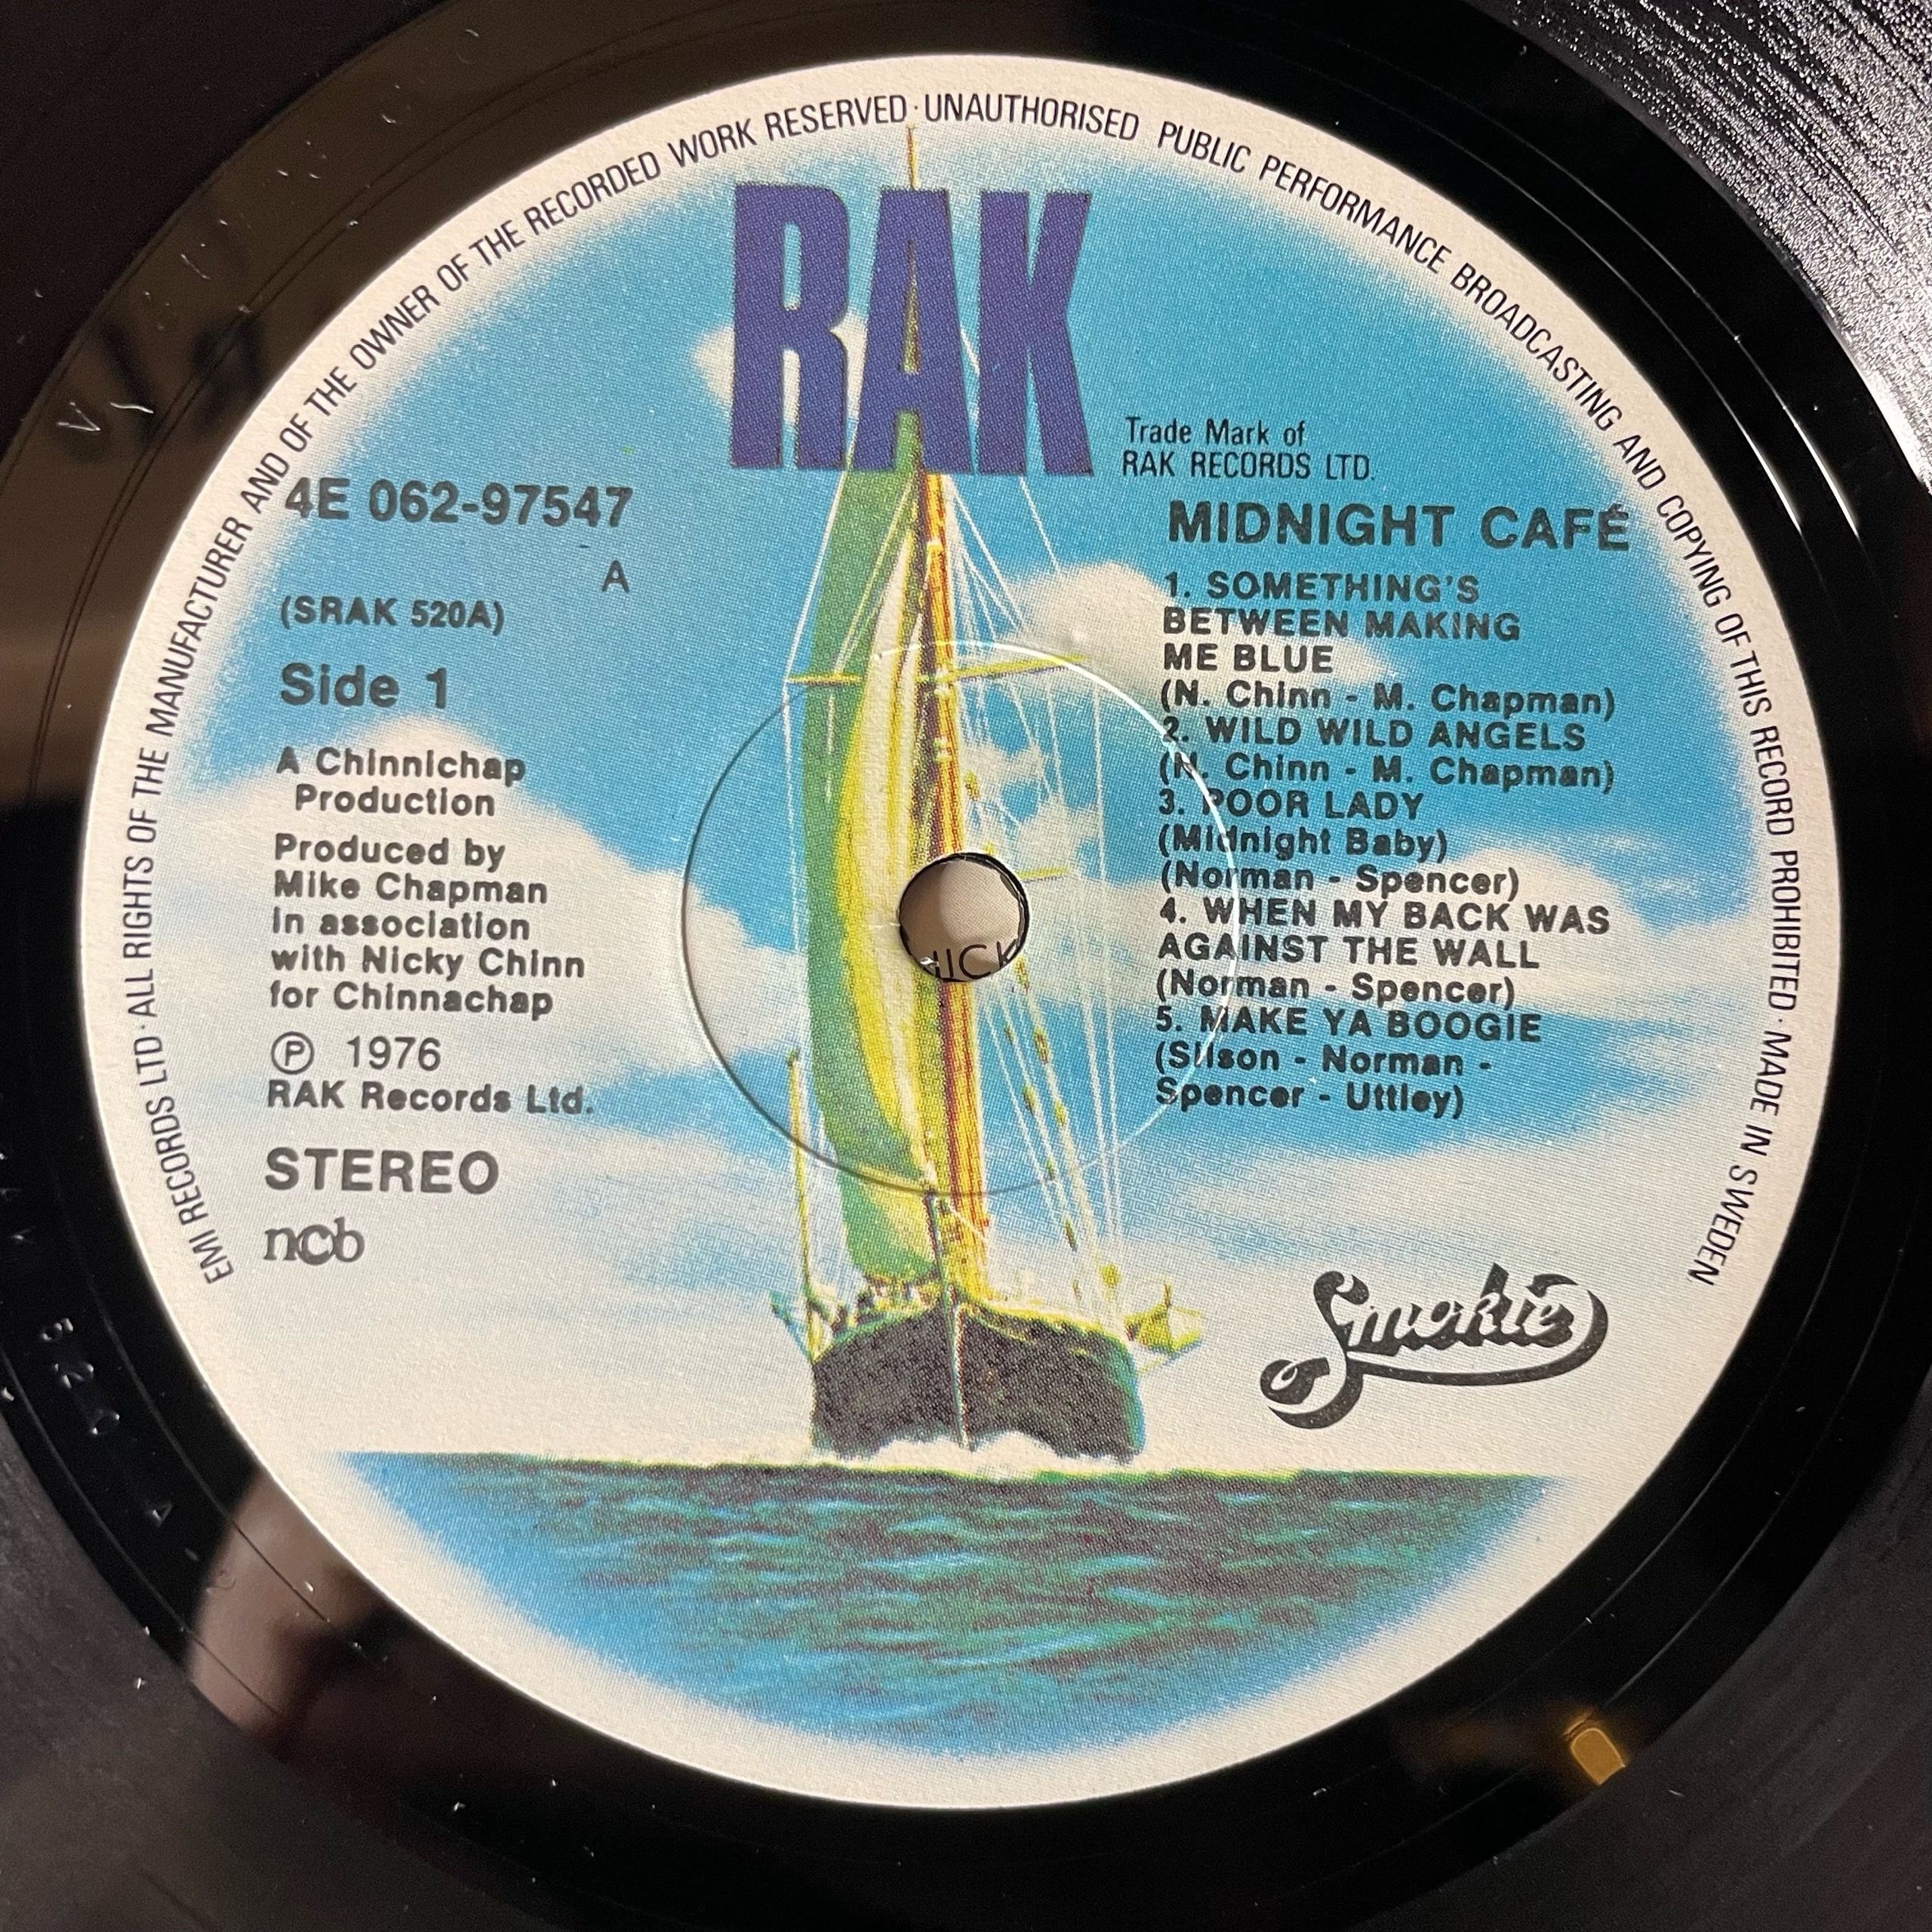 EMI RECORDS LTD · ALL RIGHTS OF THE MANUFACTURER AND OF THE OWNER OF THE RECORDED WORK RESERVED · UNAUTHORISED PUBLIC PERFORMANCE BROADCASTING AND COPYING OF THIS RECORD PROHIBITED · MADE IN SWEDEN
RAK
Trade Mark of
RAK RECORDS LTD.
4E 062-97547
A
(SRAK 520A)
Side 1
A Chinnichap
Production
Produced by
Mike Chapman
in association
with Nicky Chinn
for Chinnachap
Ⓟ 1976
RAK Records Ltd.
STEREO
ncb
MIDNIGHT CAFÉ
1. SOMETHING'S
BETWEEN MAKING
ME BLUE
(N. Chinn - M. Chapman)
2. WILD WILD ANGELS
(N. Chinn - M. Chapman)
3. POOR LADY
(Midnight Baby)
(Norman - Spencer)
4. WHEN MY BACK WAS
AGAINST THE WALL
(Norman - Spencer)
5. MAKE YA BOOGIE
(Silson - Norman -
Spencer - Uttley)
Smokie